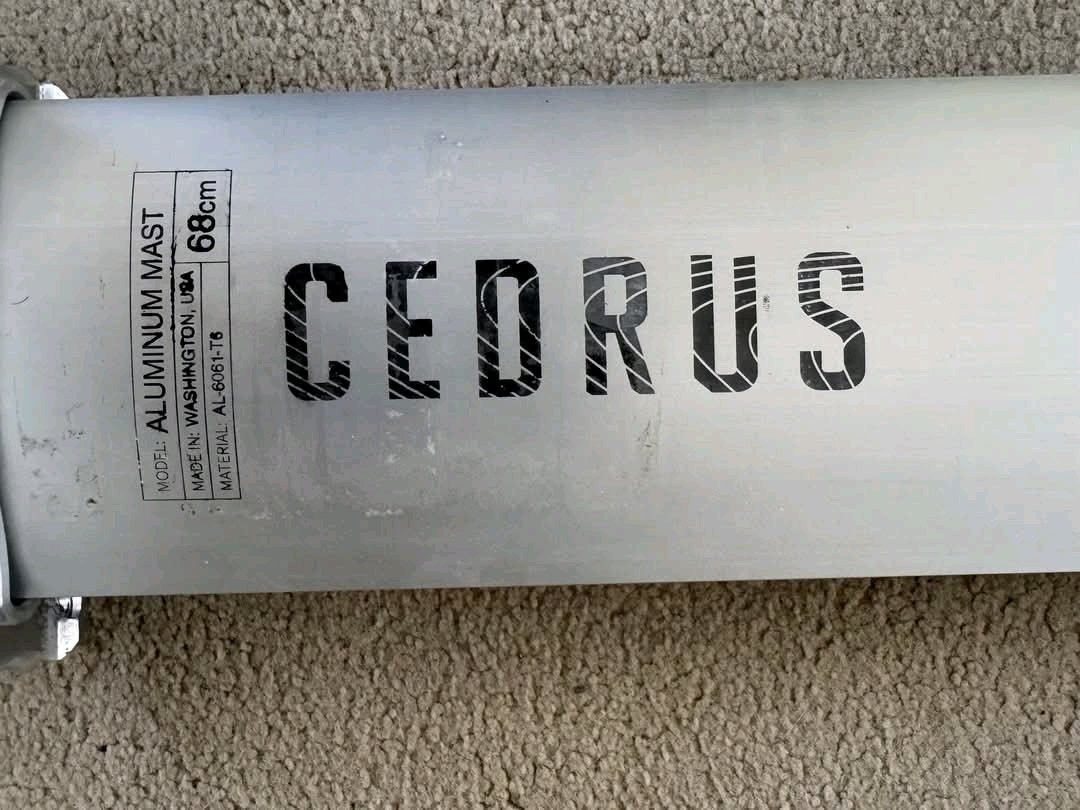 MODEL: ALUMINUM MAST
MADE IN: WASHINGTON, USA
68cm
MATERIAL: AL-6061-T6
CEDRUS